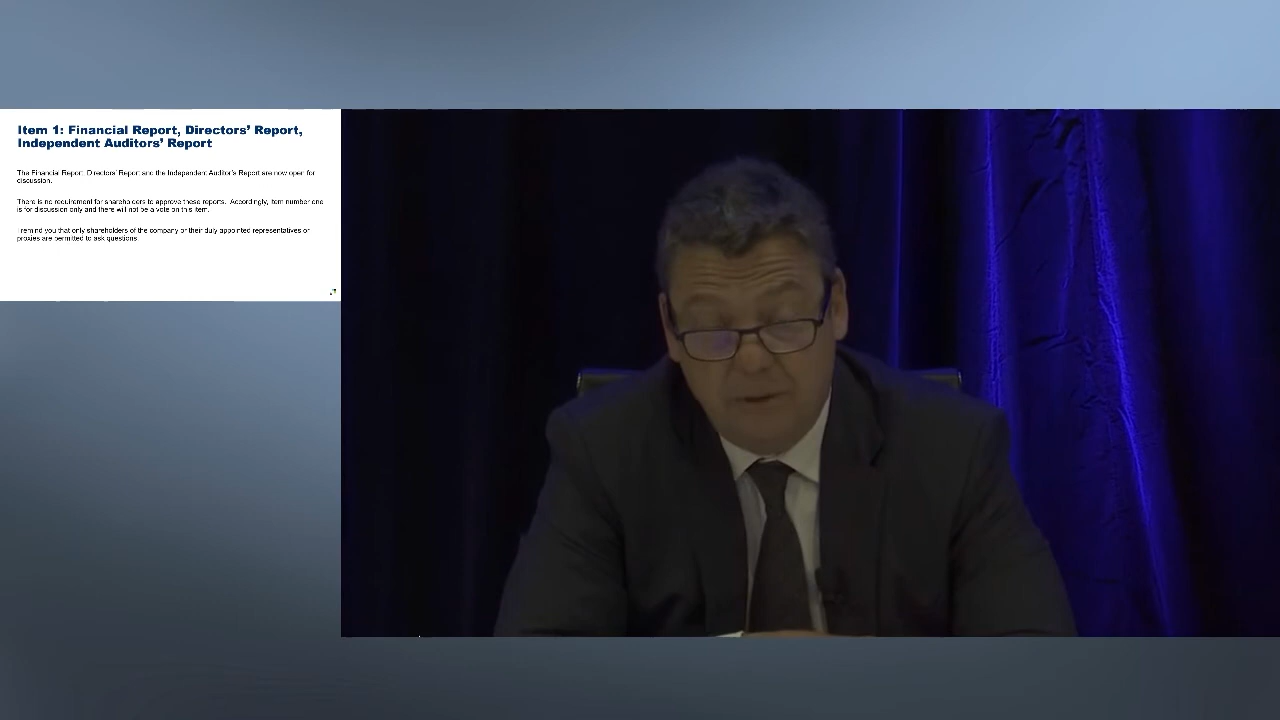 Item 1: Financial Report, Directors’ Report,
Independent Auditors’ Report
The Financial Report, Directors’ Report and the Independent Auditor’s Report are now open for
discussion.
There is no requirement for shareholders to approve these reports. Accordingly, item number one
is for discussion only and there will not be a vote on this item.
I remind you that only shareholders of the company or their duly appointed representatives or
proxies are permitted to ask questions